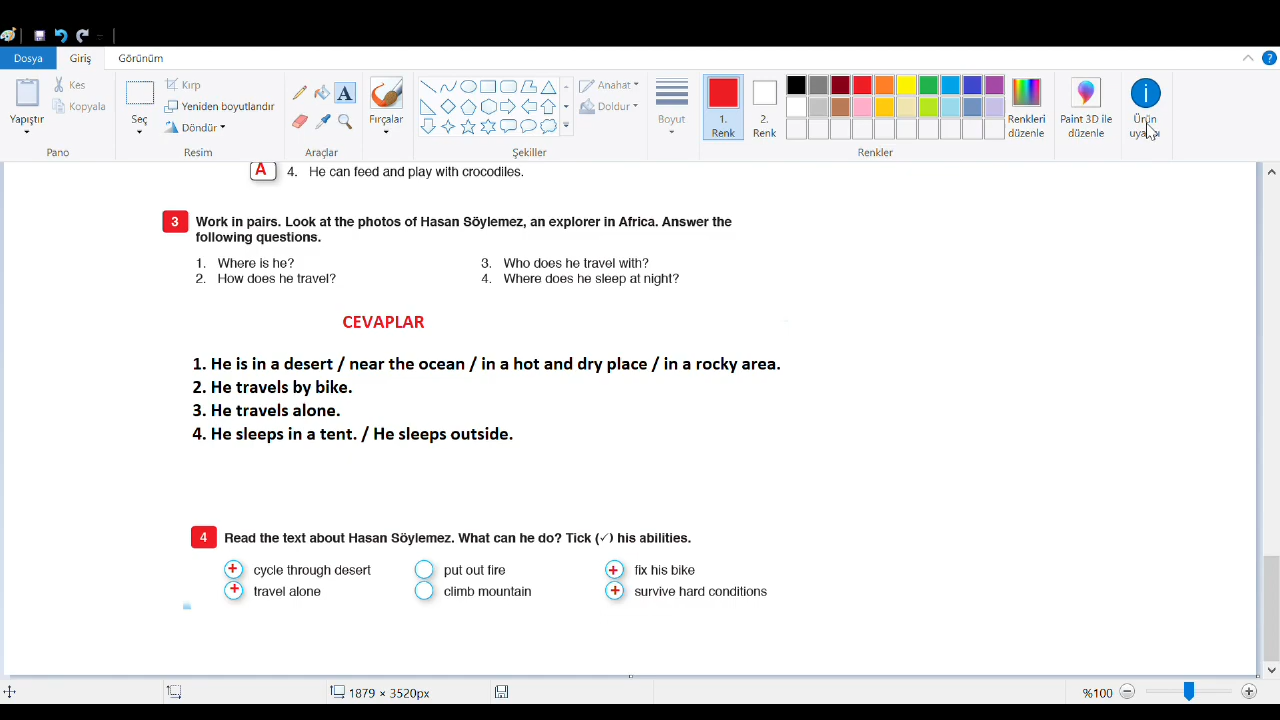 Dosya Giriş Görünüm
Yapıştır
Kes
Kopyala
Pano
Seç
Kırp
Yeniden boyutlandır
Döndür
Resim
A
Araçlar
Fırçalar
Anahat
Doldur
Şekiller
Boyut
1.
Renk
2.
Renk
Renkleri
düzenle
Renkler
Paint 3D ile
düzenle
Ürün
uyarısı
A 4. He can feed and play with crocodiles.
3 Work in pairs. Look at the photos of Hasan Söylemez, an explorer in Africa. Answer the
following questions.
1. Where is he? 3. Who does he travel with?
2. How does he travel? 4. Where does he sleep at night?
CEVAPLAR
1. He is in a desert / near the ocean / in a hot and dry place / in a rocky area.
2. He travels by bike.
3. He travels alone.
4. He sleeps in a tent. / He sleeps outside.
4 Read the text about Hasan Söylemez. What can he do? Tick (✓) his abilities.
+ cycle through desert put out fire + fix his bike
+ travel alone climb mountain + survive hard conditions
1879 × 3520px %100